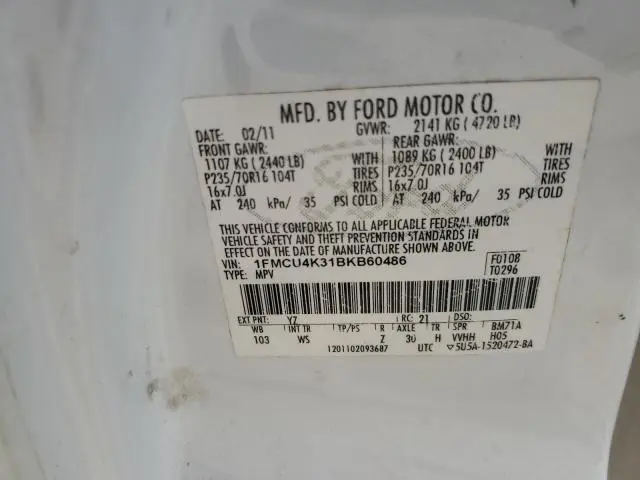 MFD. BY FORD MOTOR CO.
DATE: 02/11 GVWR: 2141 KG ( 4720 LB)
FRONT GAWR: REAR GAWR:
1107 KG ( 2440 LB) WITH 1089 KG ( 2400 LB) WITH
P235/70R16 104T TIRES P235/70R16 104T TIRES
16x7.0J RIMS 16x7.0J RIMS
AT 240 kPa/ 35 PSI COLD AT 240 kPa/ 35 PSI COLD
THIS VEHICLE CONFORMS TO ALL APPLICABLE FEDERAL MOTOR
VEHICLE SAFETY AND THEFT PREVENTION STANDARDS IN
EFFECT ON THE DATE OF MANUFACTURE SHOWN ABOVE.
VIN: 1FMCU4K31BKB60486 F0108
TYPE: MPV T0296
EXT PNT: YZ RC: 21 DSO:
WB INT TR TP/PS R AXLE TR SPR BM71A
103 WS Z 30 H VVHH H05
1201102093687 UTC ▽5U5A-1520472-BA